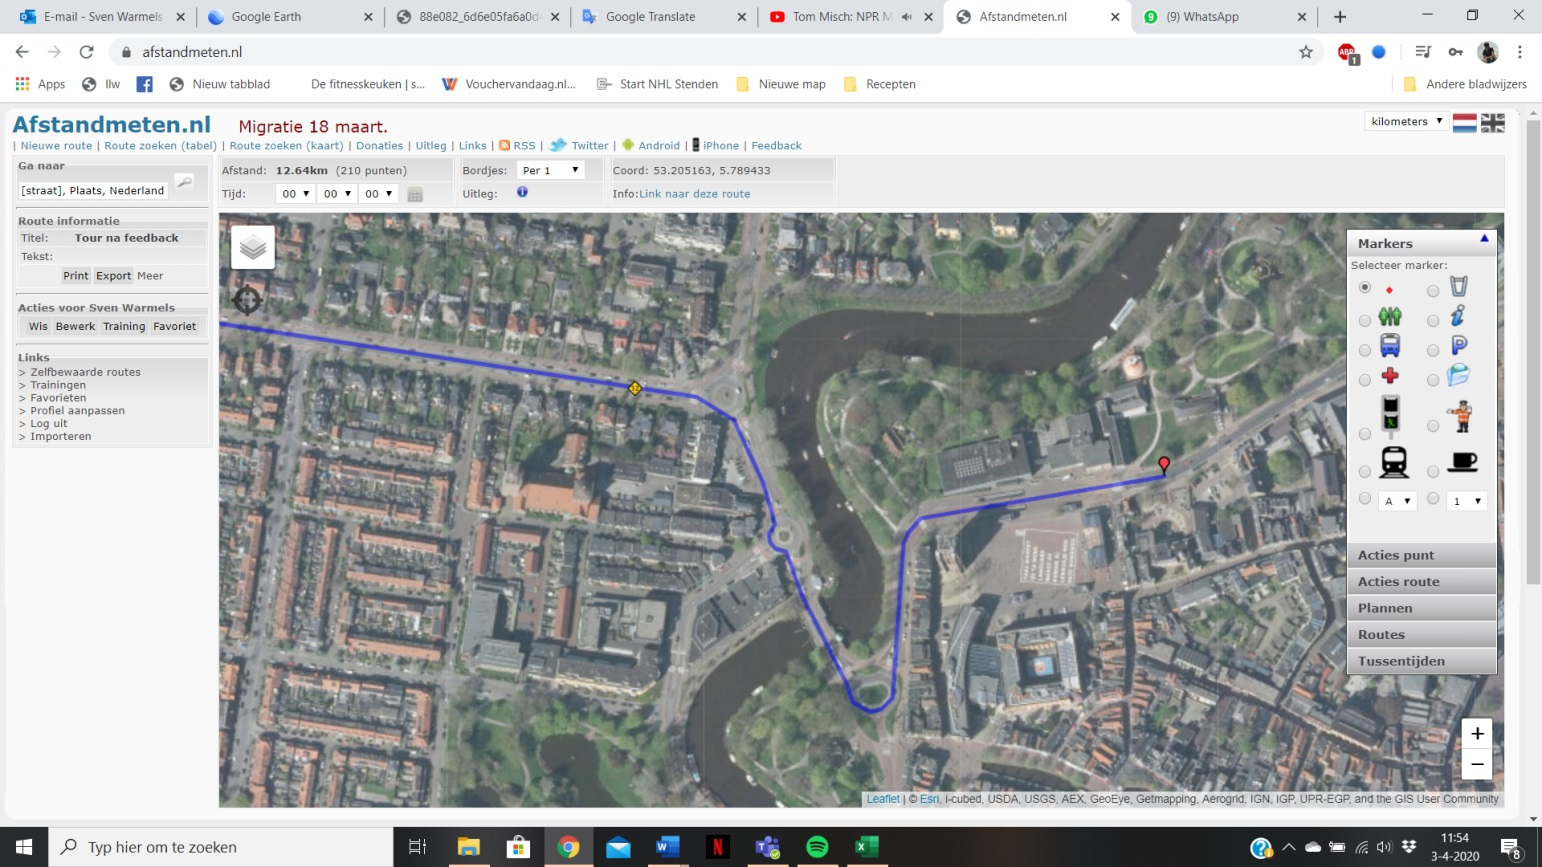 E-mail - Sven Warmels
Google Earth
88e082_6d6e05fa6a0d
Google Translate
Tom Misch: NPR M
Afstandmeten.nl
(9) WhatsApp
afstandmeten.nl
ABP
1
Apps
Ilw
Nieuw tabblad
De fitnesskeuken | s...
Vouchervandaag.nl...
Start NHL Stenden
Nieuwe map
Recepten
Andere bladwijzers
Afstandmeten.nl
Migratie 18 maart.
kilometers
| Nieuwe route | Route zoeken (tabel) | Route zoeken (kaart) | Donaties | Uitleg | Links | RSS | Twitter | Android | iPhone | Feedback
Ga naar
[straat], Plaats, Nederland
Afstand: 12.64km (210 punten)
Bordjes: Per 1
Coord: 53.205163, 5.789433
Tijd: 00 00 00
Uitleg:
Info:Link naar deze route
Route informatie
Titel: Tour na feedback
Tekst:
Print Export Meer
Acties voor Sven Warmels
Wis Bewerk Training Favoriet
Links
> Zelfbewaarde routes
> Trainingen
> Favorieten
> Profiel aanpassen
> Log uit
> Importeren
12
Markers
Selecteer marker:
A
1
Acties punt
Acties route
Plannen
Routes
Tussentijden
+
−
Leaflet | © Esri, i-cubed, USDA, USGS, AEX, GeoEye, Getmapping, Aerogrid, IGN, IGP, UPR-EGP, and the GIS User Community
Typ hier om te zoeken
11:54
3-4-2020
8